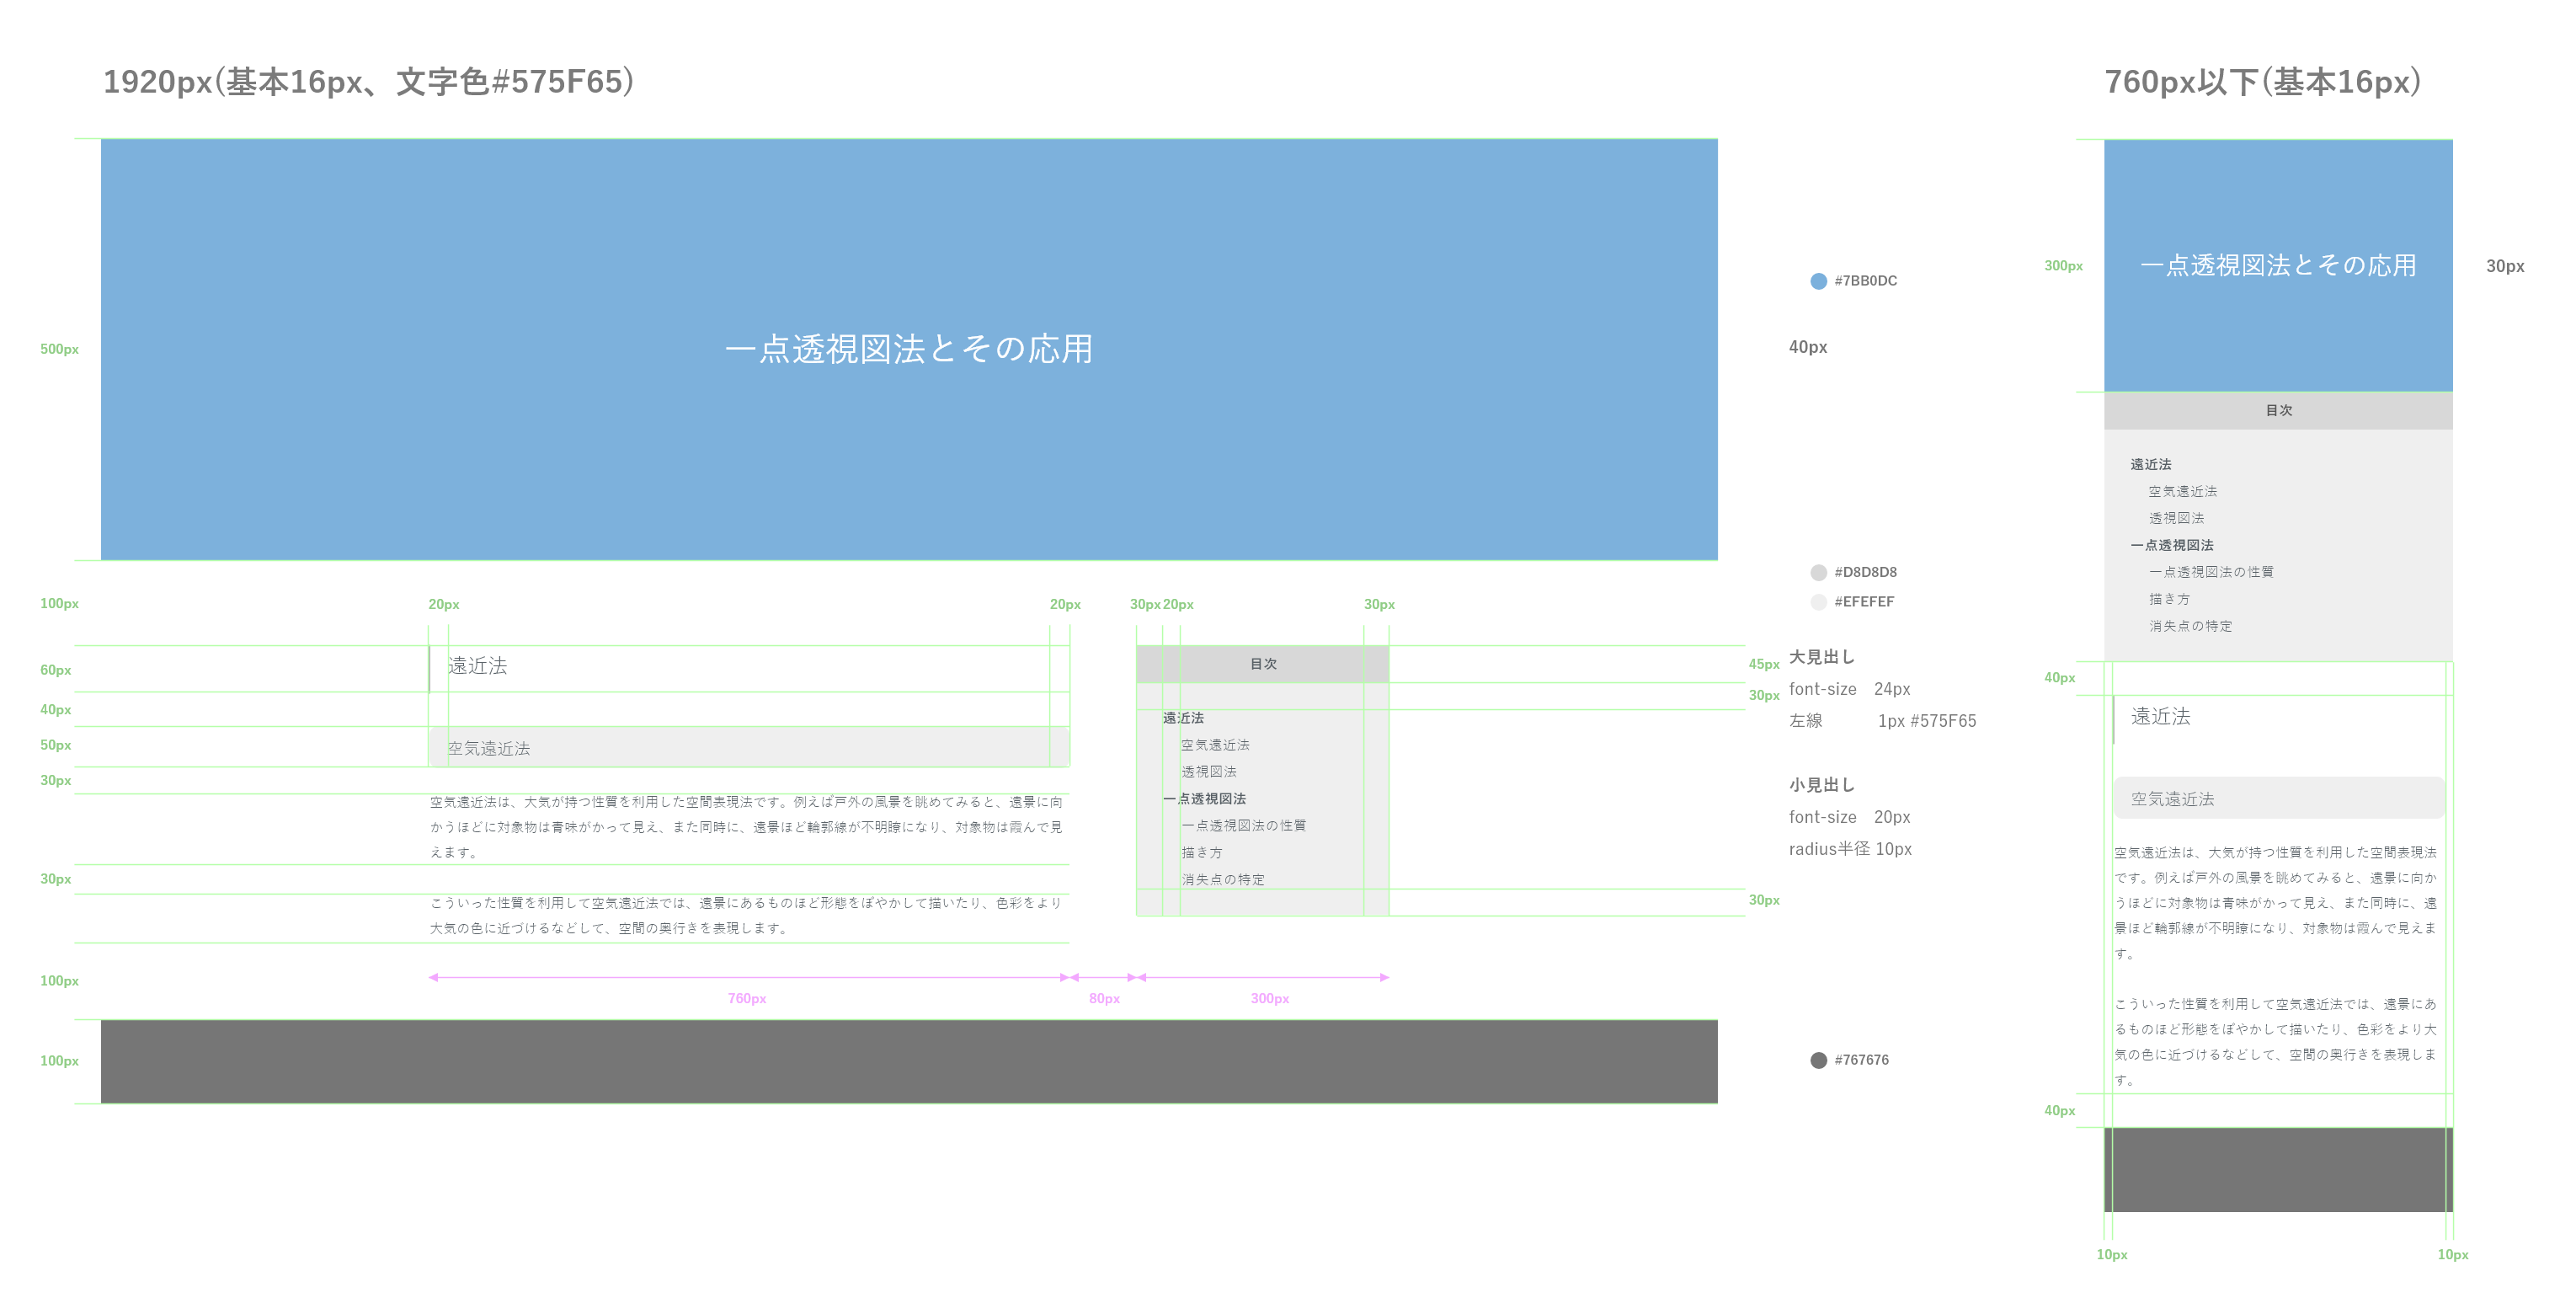 1920px(基本16px、文字色#575F65)
500px
一点透視図法とその応用
#7BB0DC
40px
#D8D8D8
#EFEFEF
100px
20px
20px
30px
20px
30px
60px
遠近法
目次
45px
大見出し
font-size 24px
左線 1px #575F65
40px
30px
50px
空気遠近法
遠近法
空気遠近法
透視図法
一点透視図法
一点透視図法の性質
描き方
消失点の特定
小見出し
font-size 20px
radius半径 10px
30px
空気遠近法は、大気が持つ性質を利用した空間表現法です。例えば戸外の風景を眺めてみると、遠景に向
かうほどに対象物は青味がかって見え、また同時に、遠景ほど輪郭線が不明瞭になり、対象物は霞んで見
えます。
30px
こういった性質を利用して空気遠近法では、遠景にあるものほど形態をぼやかして描いたり、色彩をより
大気の色に近づけるなどして、空間の奥行きを表現します。
30px
100px
760px
80px
300px
100px
#767676
760px以下(基本16px)
300px
一点透視図法とその応用
30px
目次
遠近法
空気遠近法
透視図法
一点透視図法
一点透視図法の性質
描き方
消失点の特定
40px
遠近法
空気遠近法
空気遠近法は、大気が持つ性質を利用した空間表現法
です。例えば戸外の風景を眺めてみると、遠景に向か
うほどに対象物は青味がかって見え、また同時に、遠
景ほど輪郭線が不明瞭になり、対象物は霞んで見えま
す。
こういった性質を利用して空気遠近法では、遠景にあ
るものほど形態をぼやかして描いたり、色彩をより大
気の色に近づけるなどして、空間の奥行きを表現しま
す。
40px
10px
10px